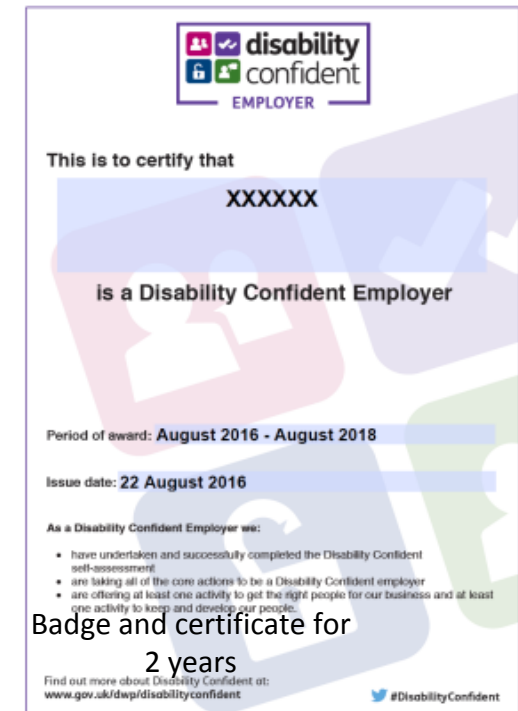 disability
confident
EMPLOYER
This is to certify that
XXXXXX
is a Disability Confident Employer
Period of award: August 2016 - August 2018
Issue date: 22 August 2016
As a Disability Confident Employer we:
• have undertaken and successfully completed the Disability Confident
self-assessment
• are taking all of the core actions to be a Disability Confident employer
• are offering at least one activity to get the right people for our business and at least
one activity to keep and develop our people.
Badge and certificate for
2 years
Find out more about Disability Confident at:
www.gov.uk/dwp/disabilityconfident
#DisabilityConfident